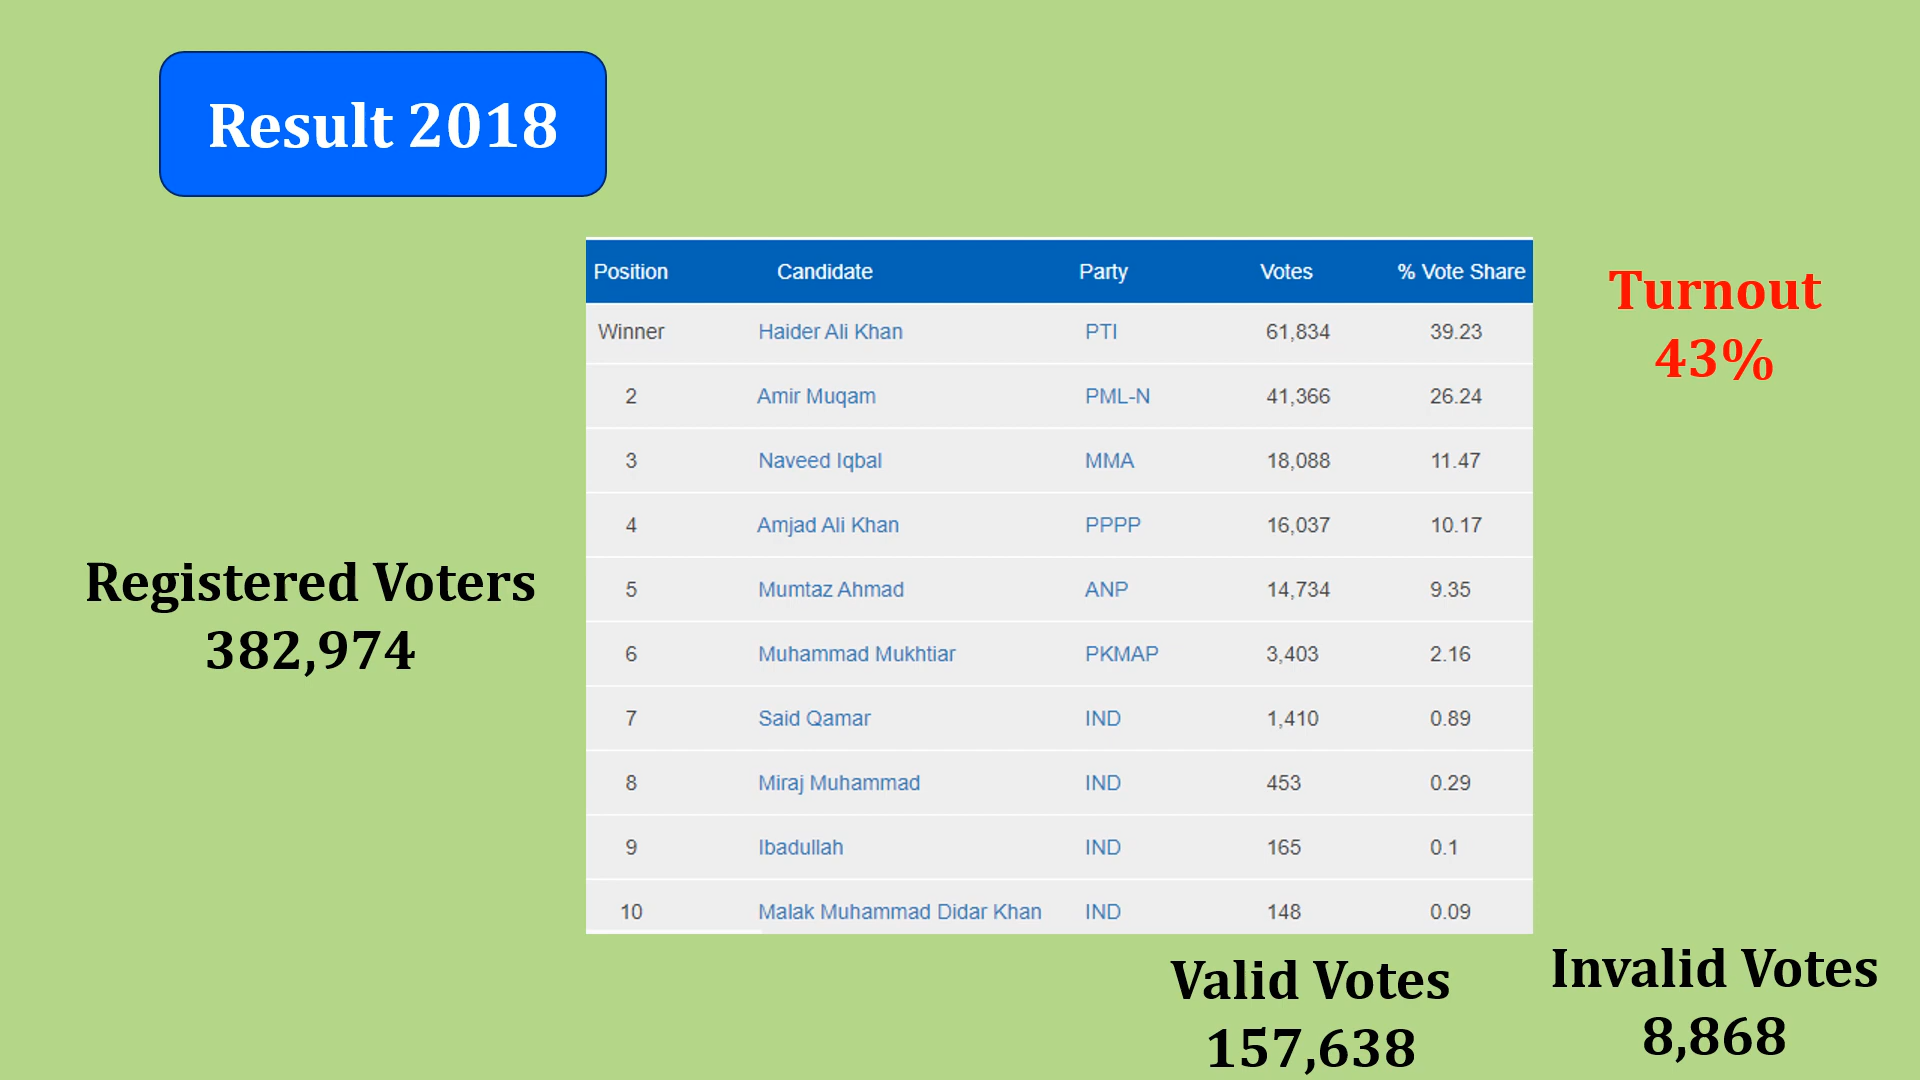 Result 2018
Position Candidate Party Votes % Vote Share
Winner Haider Ali Khan PTI 61,834 39.23
2 Amir Muqam PML-N 41,366 26.24
3 Naveed Iqbal MMA 18,088 11.47
4 Amjad Ali Khan PPPP 16,037 10.17
5 Mumtaz Ahmad ANP 14,734 9.35
6 Muhammad Mukhtiar PKMAP 3,403 2.16
7 Said Qamar IND 1,410 0.89
8 Miraj Muhammad IND 453 0.29
9 Ibadullah IND 165 0.1
10 Malak Muhammad Didar Khan IND 148 0.09
Turnout
43%
Registered Voters
382,974
Valid Votes
157,638
Invalid Votes
8,868